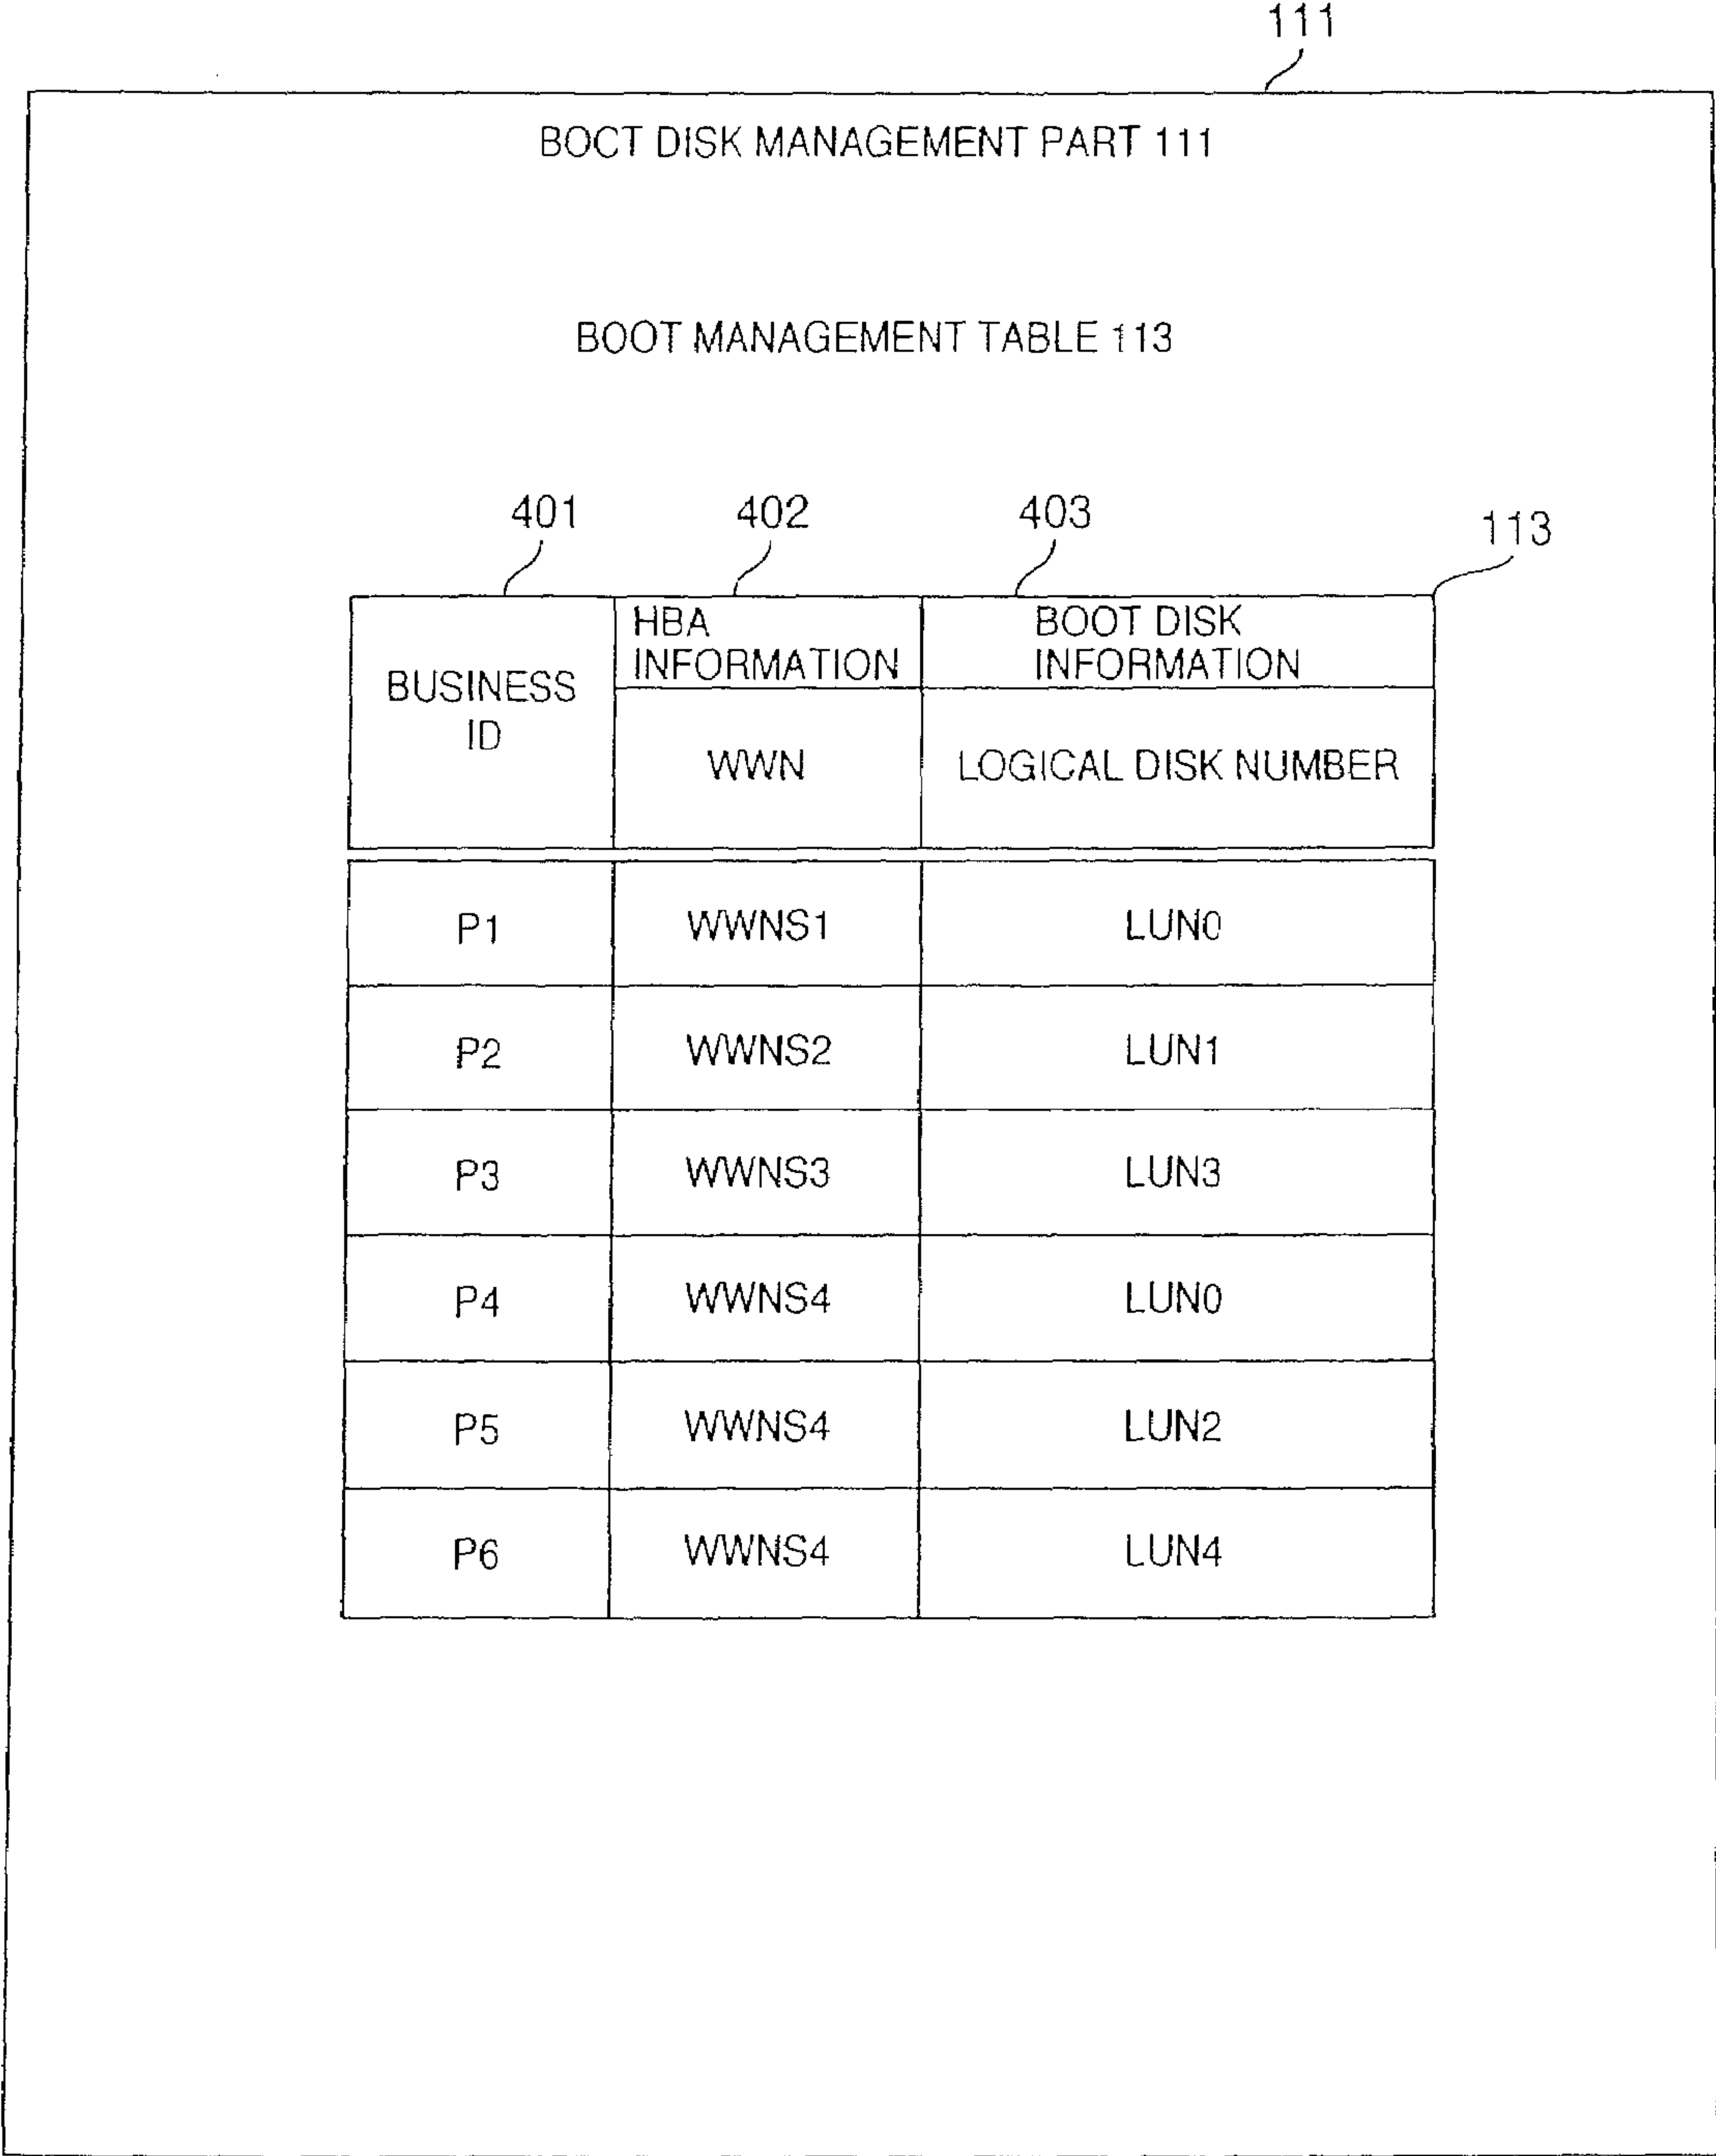 111
BOCT DISK MANAGEMENT PART 111
BOOT MANAGEMENT TABLE 113
401 402 403 113
BUSINESS
ID
HBA
INFORMATION
BOOT DISK
INFORMATION
WWN LOGICAL DISK NUMBER
P1 WWNS1 LUN0
P2 WWNS2 LUN1
P3 WWNS3 LUN3
P4 WWNS4 LUN0
P5 WWNS4 LUN2
P6 WWNS4 LUN4